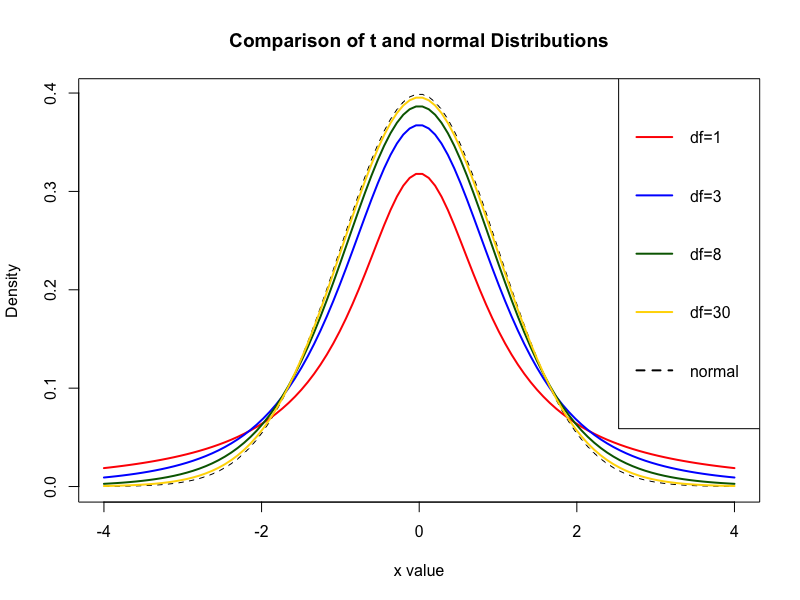 Comparison of t and normal Distributions
Density
0.4
0.3
0.2
0.1
0.0
-4
-2
0
2
4
x value
df=1
df=3
df=8
df=30
normal